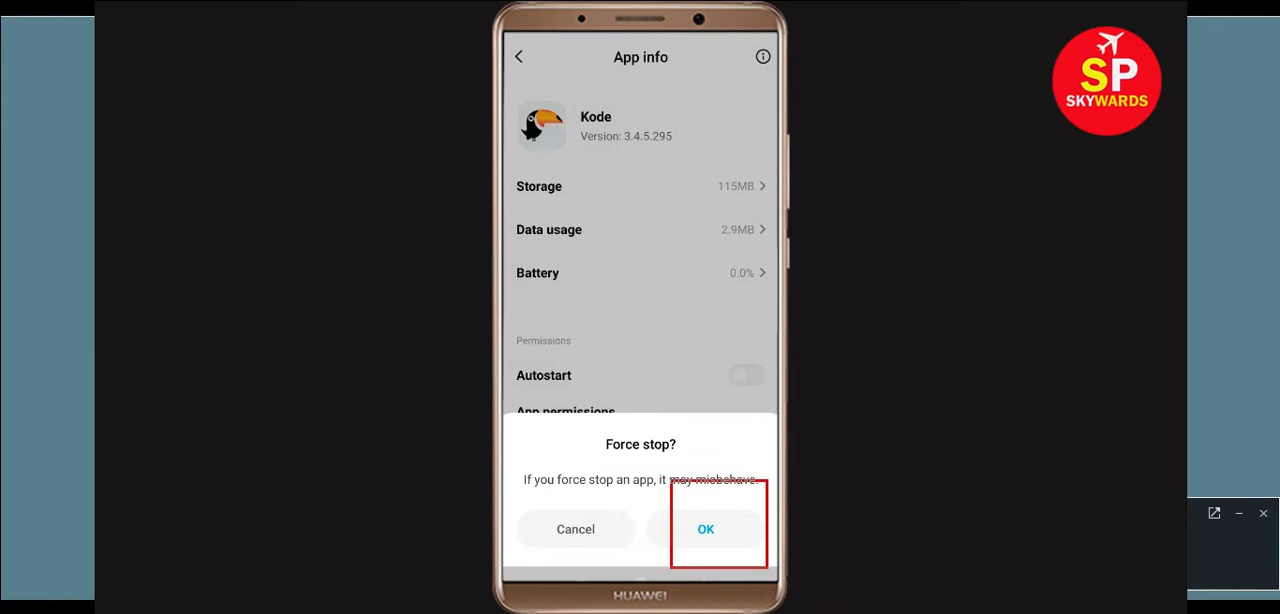 App info
SP
SKYWARDS
Kode
Version: 3.4.5.295
Storage
115MB
Data usage
2.9MB
Battery
0.0%
Permissions
Autostart
App permissions
Force stop?
If you force stop an app, it may misbehave.
Cancel
OK
HUAWEI